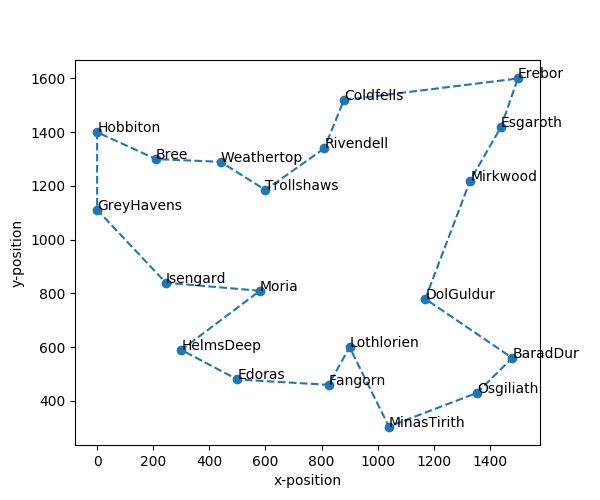 1600
1400
1200
1000
800
600
400
y-position
Erebor
Coldfells
Esgaroth
Hobbiton
Rivendell
Bree
Weathertop
Trollshaws
Mirkwood
GreyHavens
Isengard
Moria
DolGuldur
HelmsDeep
Lothlorien
BaradDur
Edoras
Fangorn
Osgiliath
MinasTirith
0 200 400 600 800 1000 1200 1400
x-position